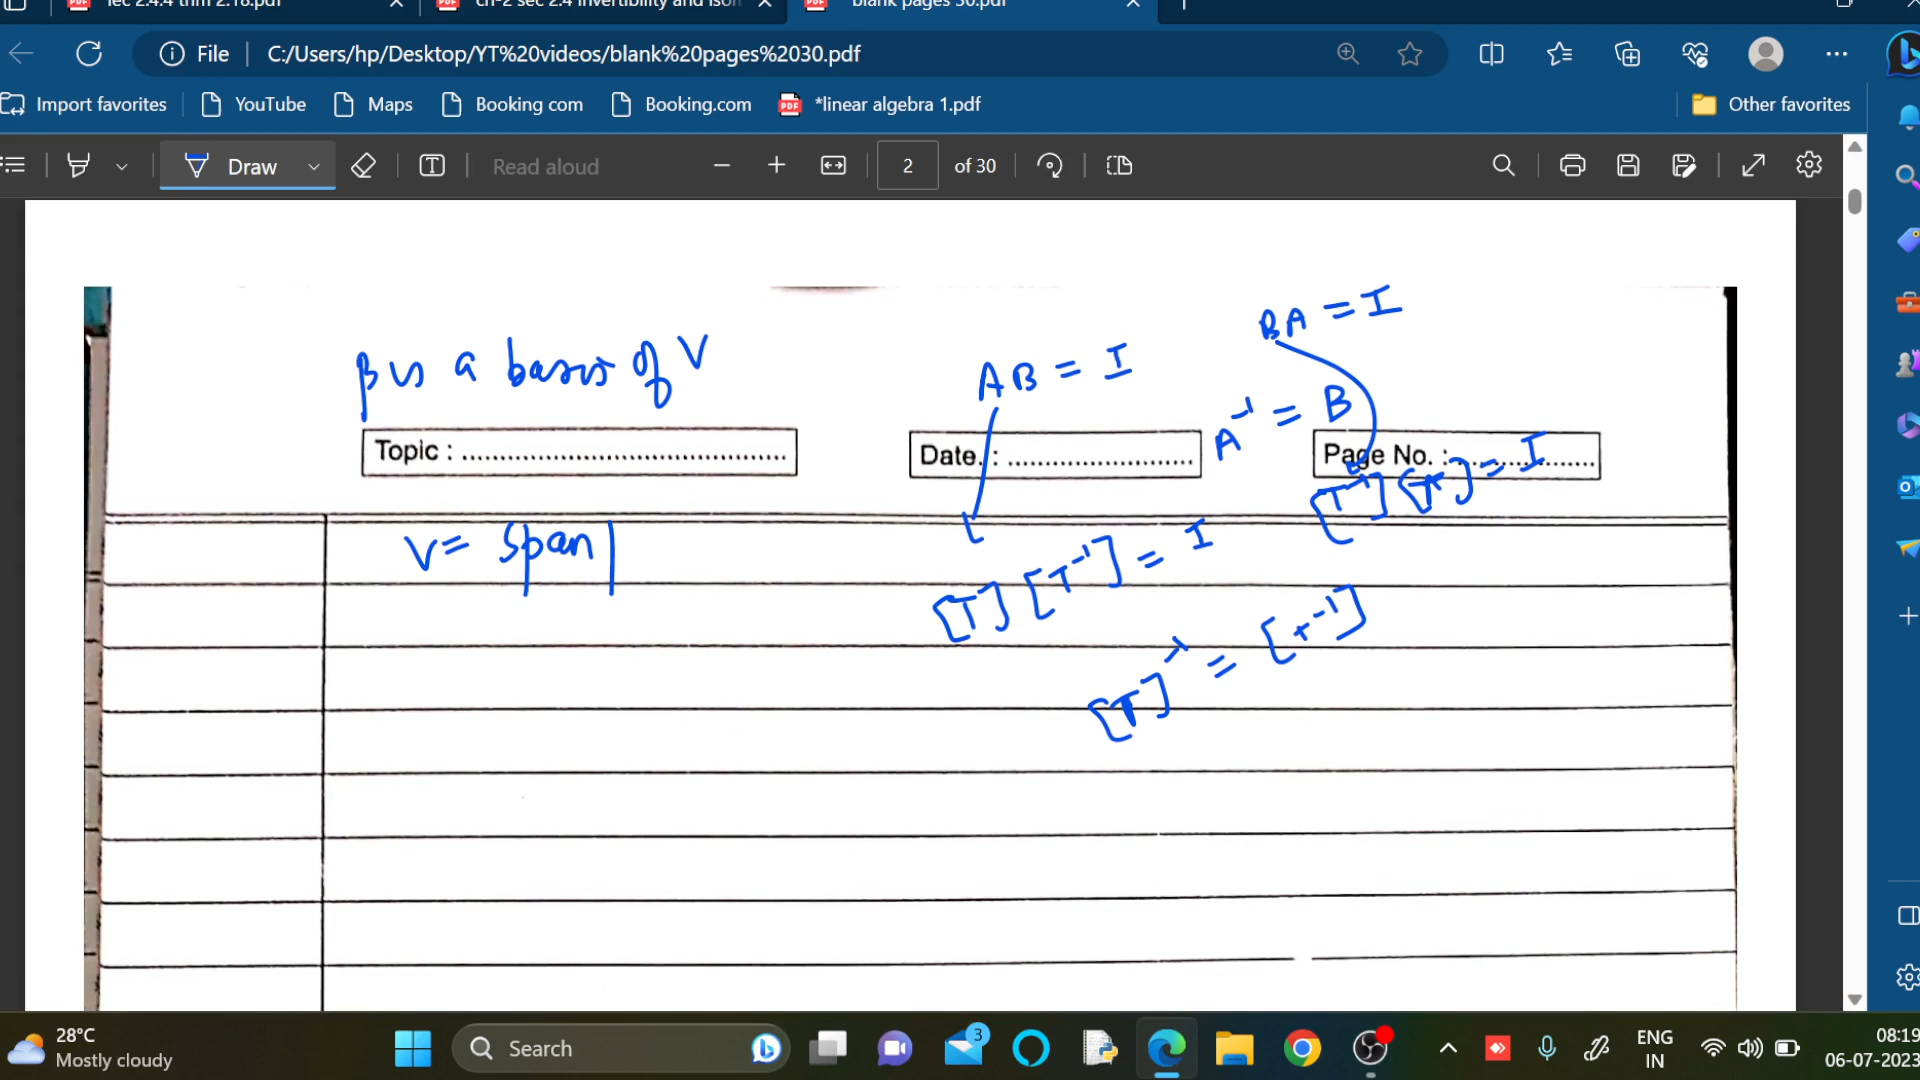 lec 2.4.4 thm 2.18.pdf
ch-2 sec 2.4 invertibility and isom
blank pages 30.pdf
File C:/Users/hp/Desktop/YT%20videos/blank%20pages%2030.pdf
Import favorites YouTube Maps Booking com Booking.com *linear algebra 1.pdf Other favorites
Draw Read aloud 2 of 30
β is a basis of V
AB = I
BA = I
A⁻¹ = B
Topic : Date. : Page No. :
[T⁻¹] [T] = I
V = span
[T] [T⁻¹] = I
[T]⁻¹ = [T⁻¹]
28°C
Mostly cloudy
Search
3
ENG
IN
08:19
06-07-2023